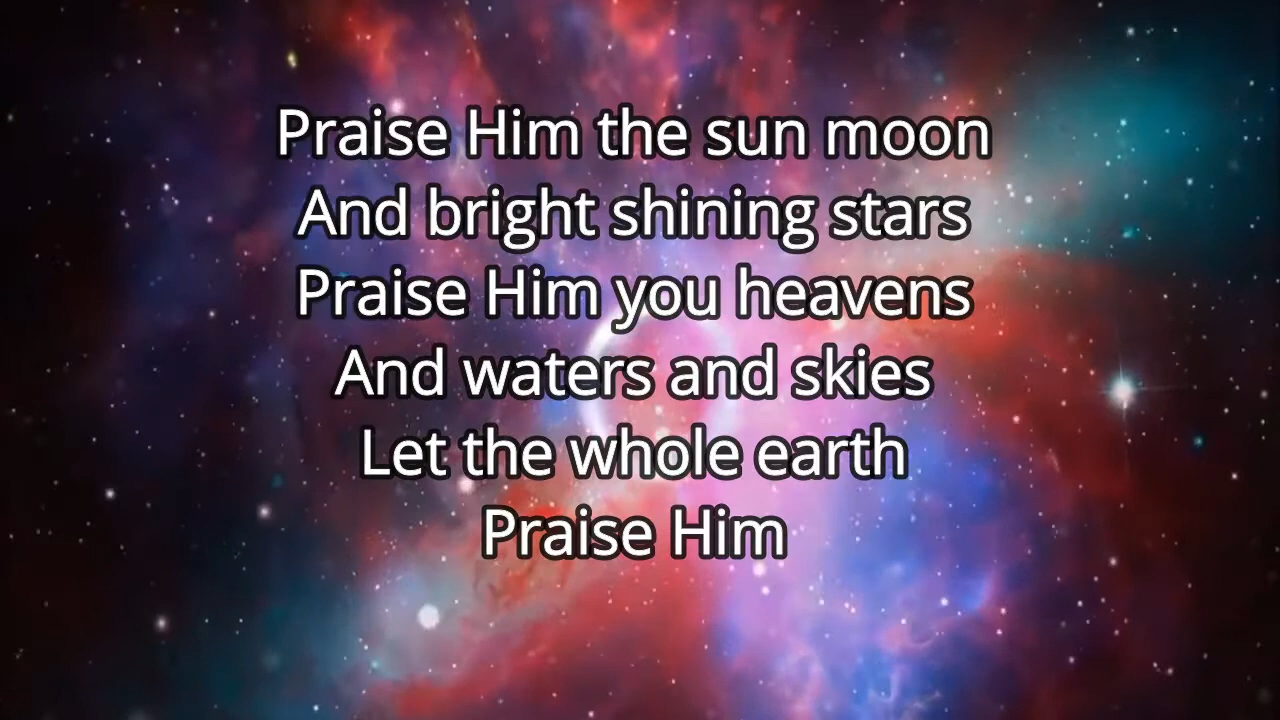 Praise Him the sun moon
And bright shining stars
Praise Him you heavens
And waters and skies
Let the whole earth
Praise Him